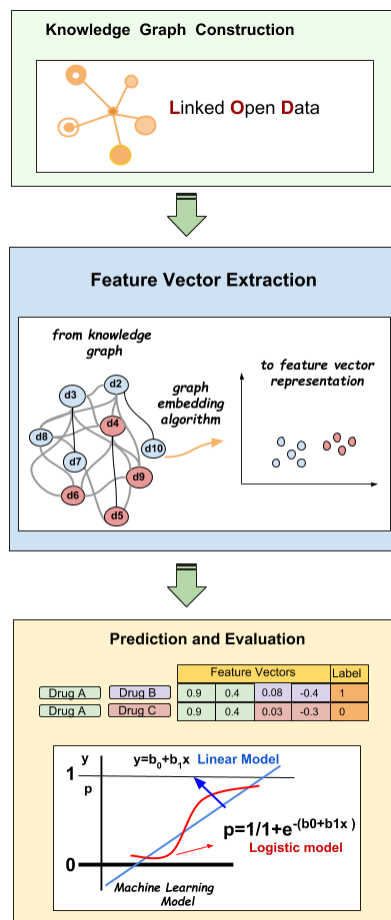 Knowledge Graph Construction
Linked Open Data
Feature Vector Extraction
from knowledge
graph
to feature vector
representation
graph
embedding
algorithm
d2
d3
d4
d8
d10
d7
d9
d6
d5
Prediction and Evaluation
Feature Vectors Label
Drug A Drug B 0.9 0.4 0.08 -0.4 1
Drug A Drug C 0.9 0.4 0.03 -0.3 0
y
y=b₀+b₁x Linear Model
1
p
p=1/1+e^-(b0+b1x )
Logistic model
0
Machine Learning
Model